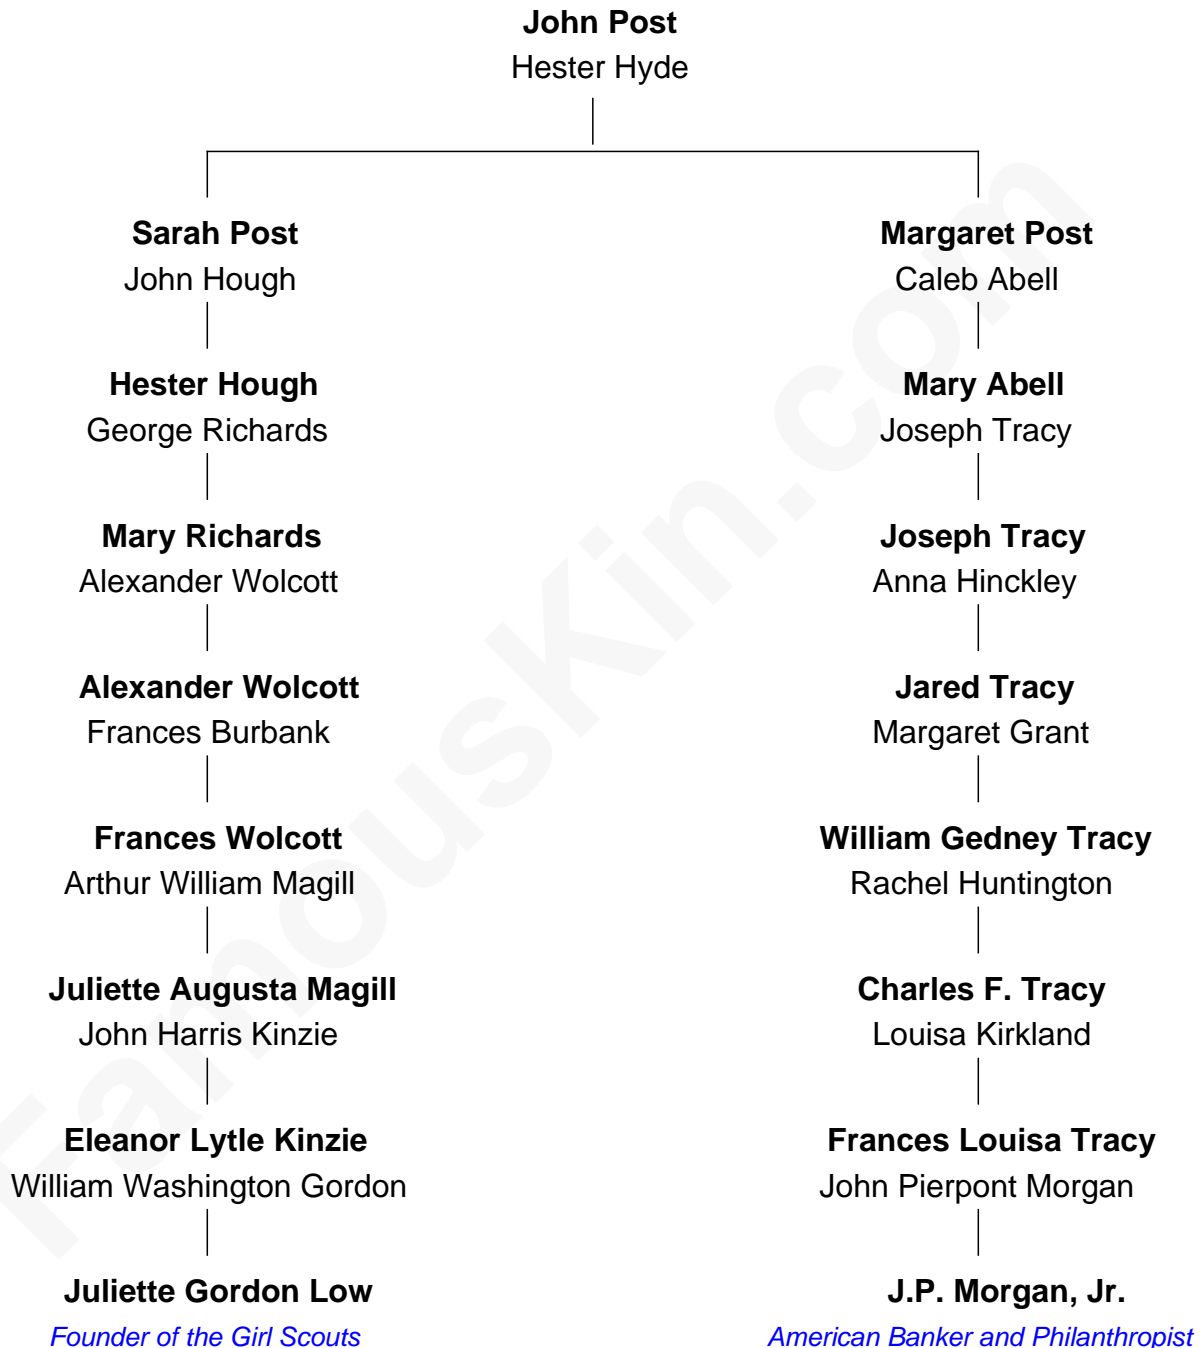 John Post
Hester Hyde
Sarah Post
John Hough
Hester Hough
George Richards
Mary Richards
Alexander Wolcott
Alexander Wolcott
Frances Burbank
Frances Wolcott
Arthur William Magill
Juliette Augusta Magill
John Harris Kinzie
Eleanor Lytle Kinzie
William Washington Gordon
Juliette Gordon Low
Founder of the Girl Scouts
Margaret Post
Caleb Abell
Mary Abell
Joseph Tracy
Joseph Tracy
Anna Hinckley
Jared Tracy
Margaret Grant
William Gedney Tracy
Rachel Huntington
Charles F. Tracy
Louisa Kirkland
Frances Louisa Tracy
John Pierpont Morgan
J.P. Morgan, Jr.
American Banker and Philanthropist
FamousKin.com